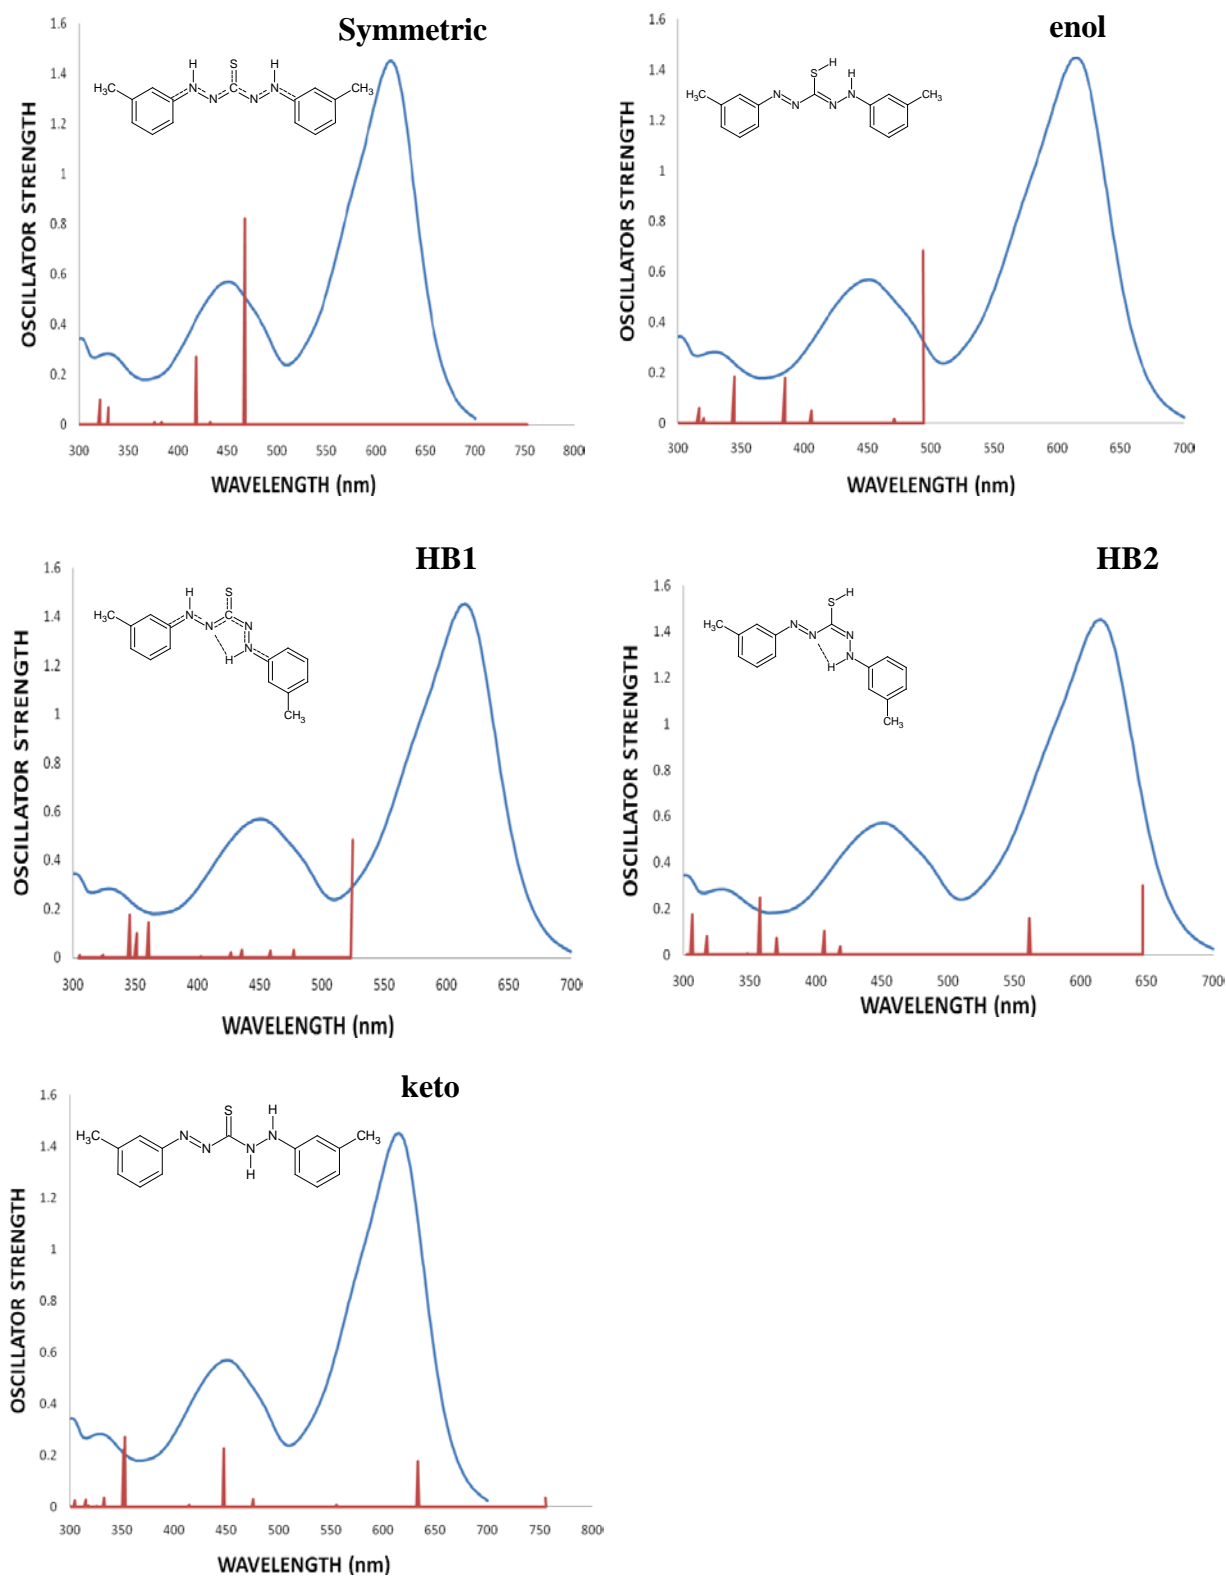 Symmetric
1.6
1.4
1.2
1
0.8
0.6
0.4
0.2
0
OSCILLATOR STRENGTH
H S H
CH₃
H₃C N N C N N
300 350 400 450 500 550 600 650 700 750 800
WAVELENGTH (nm)
enol
1.6
1.4
1.2
1
0.8
0.6
0.4
0.2
0
OSCILLATOR STRENGTH
S H
H
H₃C N N N N CH₃
300 350 400 450 500 550 600 650 700
WAVELENGTH (nm)
HB1
1.6
1.4
1.2
1
0.8
0.6
0.4
0.2
0
OSCILLATOR STRENGTH
H S
H₃C N N C N
H N
CH₃
300 350 400 450 500 550 600 650 700
WAVELENGTH (nm)
HB2
1.6
1.4
1.2
1
0.8
0.6
0.4
0.2
0
OSCILLATOR STRENGTH
S H
H₃C N N N
H N
CH₃
300 350 400 450 500 550 600 650 700
WAVELENGTH (nm)
keto
1.6
1.4
1.2
1
0.8
0.6
0.4
0.2
0
OSCILLATOR STRENGTH
S H
H₃C N N N N CH₃
H
300 350 400 450 500 550 600 650 700 750 800
WAVELENGTH (nm)